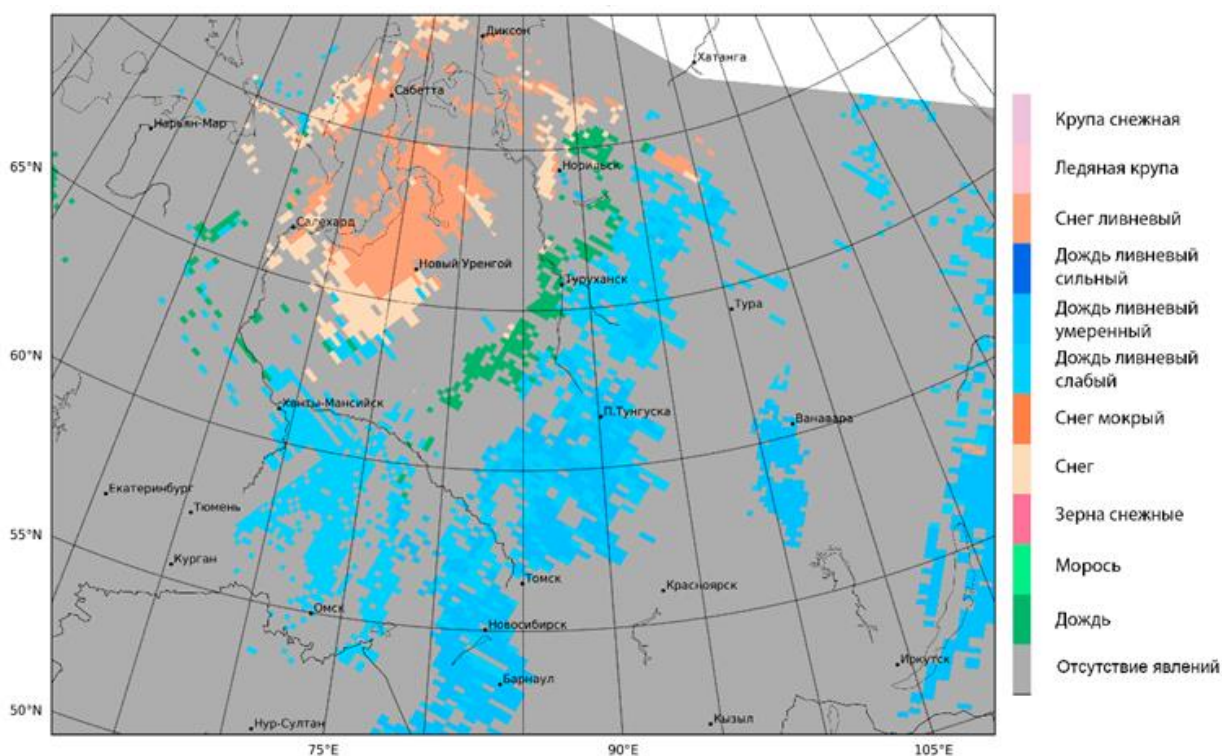 Диксон
Хатанга
Сабетта
Нарьян-Мар
65°N
Норильск
Салехард
Новый Уренгой
Туруханск
Тура
60°N
Ханты-Мансийск
П.Тунгуска
Ванавара
Екатеринбург
Тюмень
55°N
Курган
Томск
Красноярск
Омск
Новосибирск
Иркутск
Барнаул
50°N
Нур-Султан
Кызыл
75°E
90°E
105°E
Крупа снежная
Ледяная крупа
Снег ливневый
Дождь ливневый
сильный
Дождь ливневый
умеренный
Дождь ливневый
слабый
Снег мокрый
Снег
Зерна снежные
Морось
Дождь
Отсутствие явлений